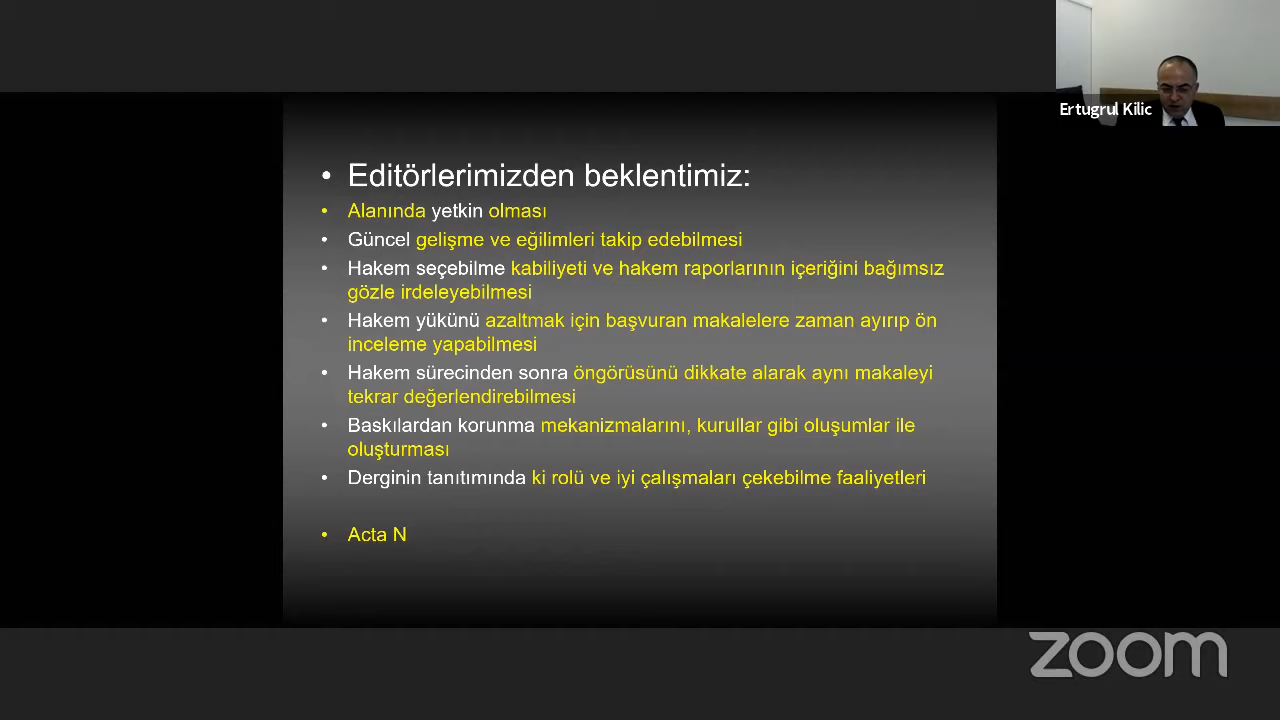 Ertugrul Kilic
• Editörlerimizden beklentimiz:
• Alanında yetkin olması
• Güncel gelişme ve eğilimleri takip edebilmesi
• Hakem seçebilme kabiliyeti ve hakem raporlarının içeriğini bağımsız
gözle irdeleyebilmesi
• Hakem yükünü azaltmak için başvuran makalelere zaman ayırıp ön
inceleme yapabilmesi
• Hakem sürecinden sonra öngörüsünü dikkate alarak aynı makaleyi
tekrar değerlendirebilmesi
• Baskılardan korunma mekanizmalarını, kurullar gibi oluşumlar ile
oluşturması
• Derginin tanıtımında ki rolü ve iyi çalışmaları çekebilme faaliyetleri
• Acta N
zoom